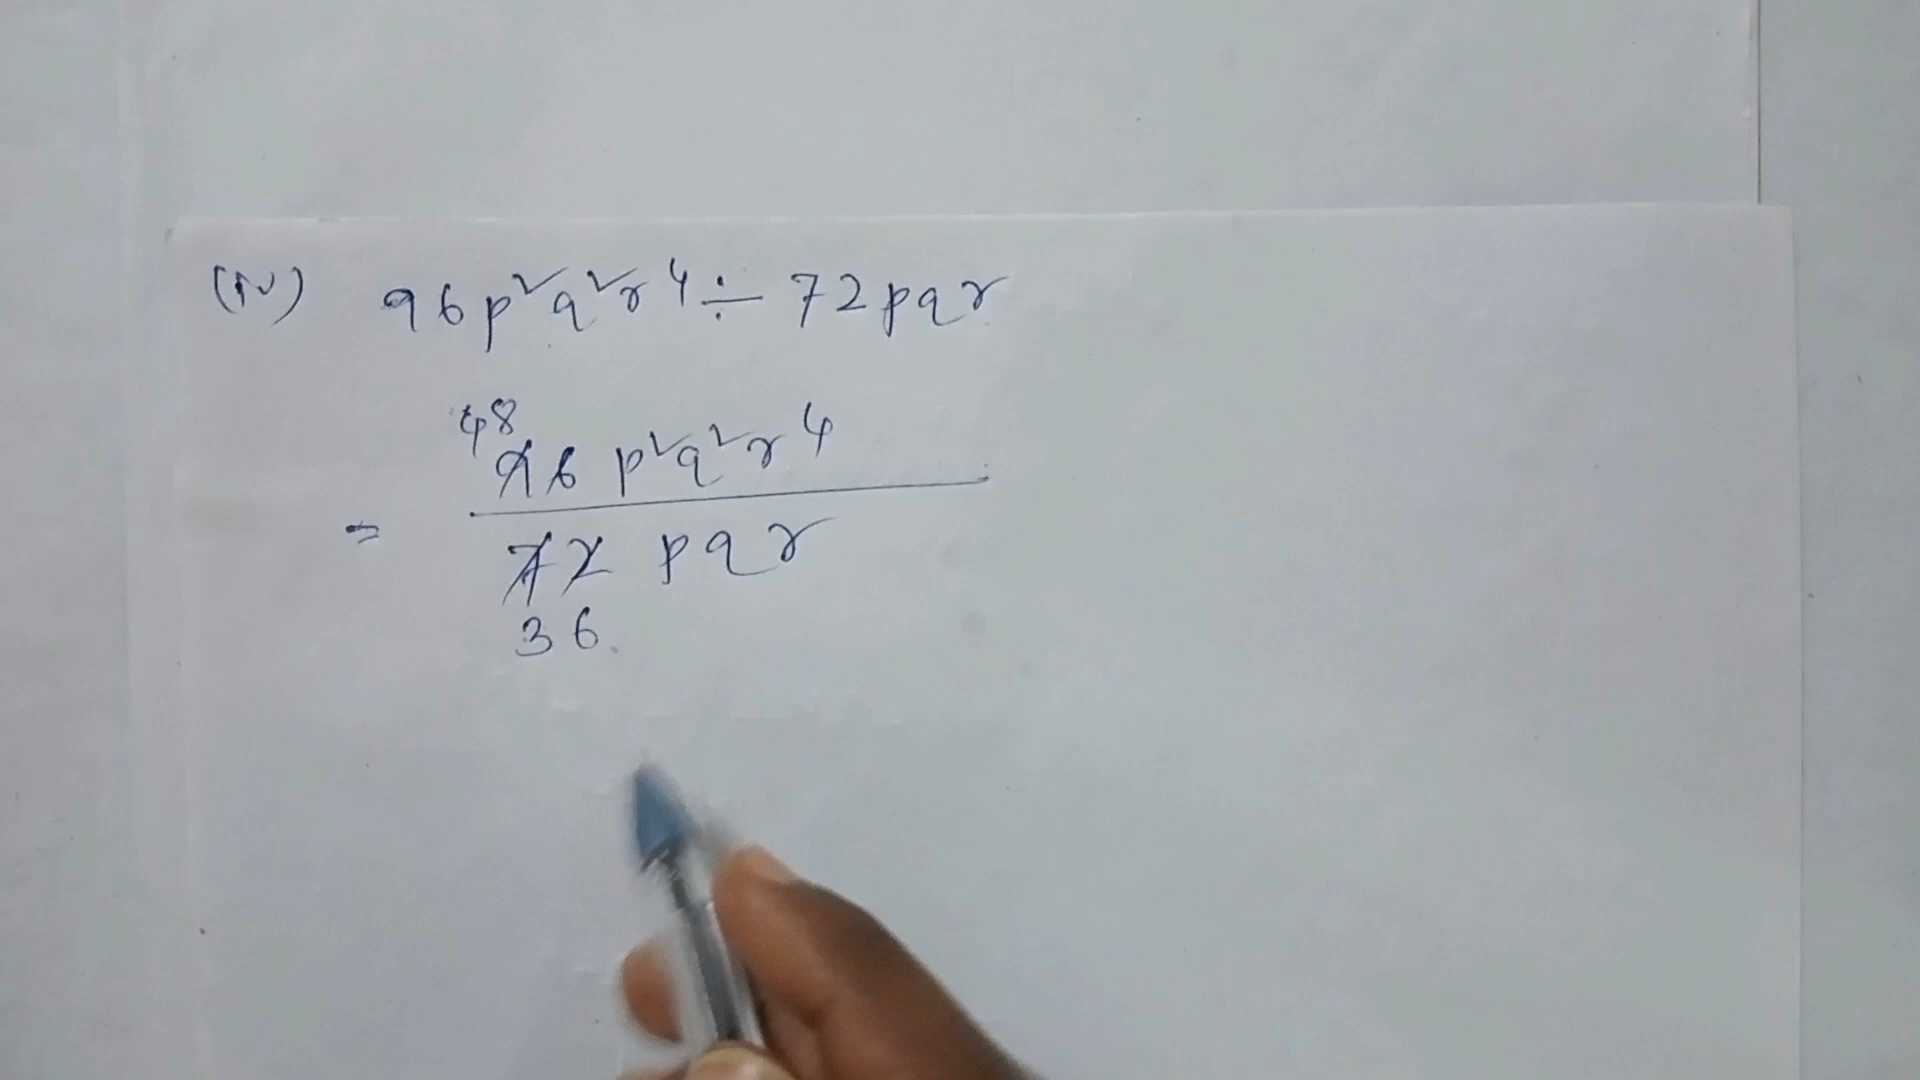 (iv) 96p²q²r⁴ ÷ 72pqr
48
96 p²q²r⁴
=
72 pqr
36